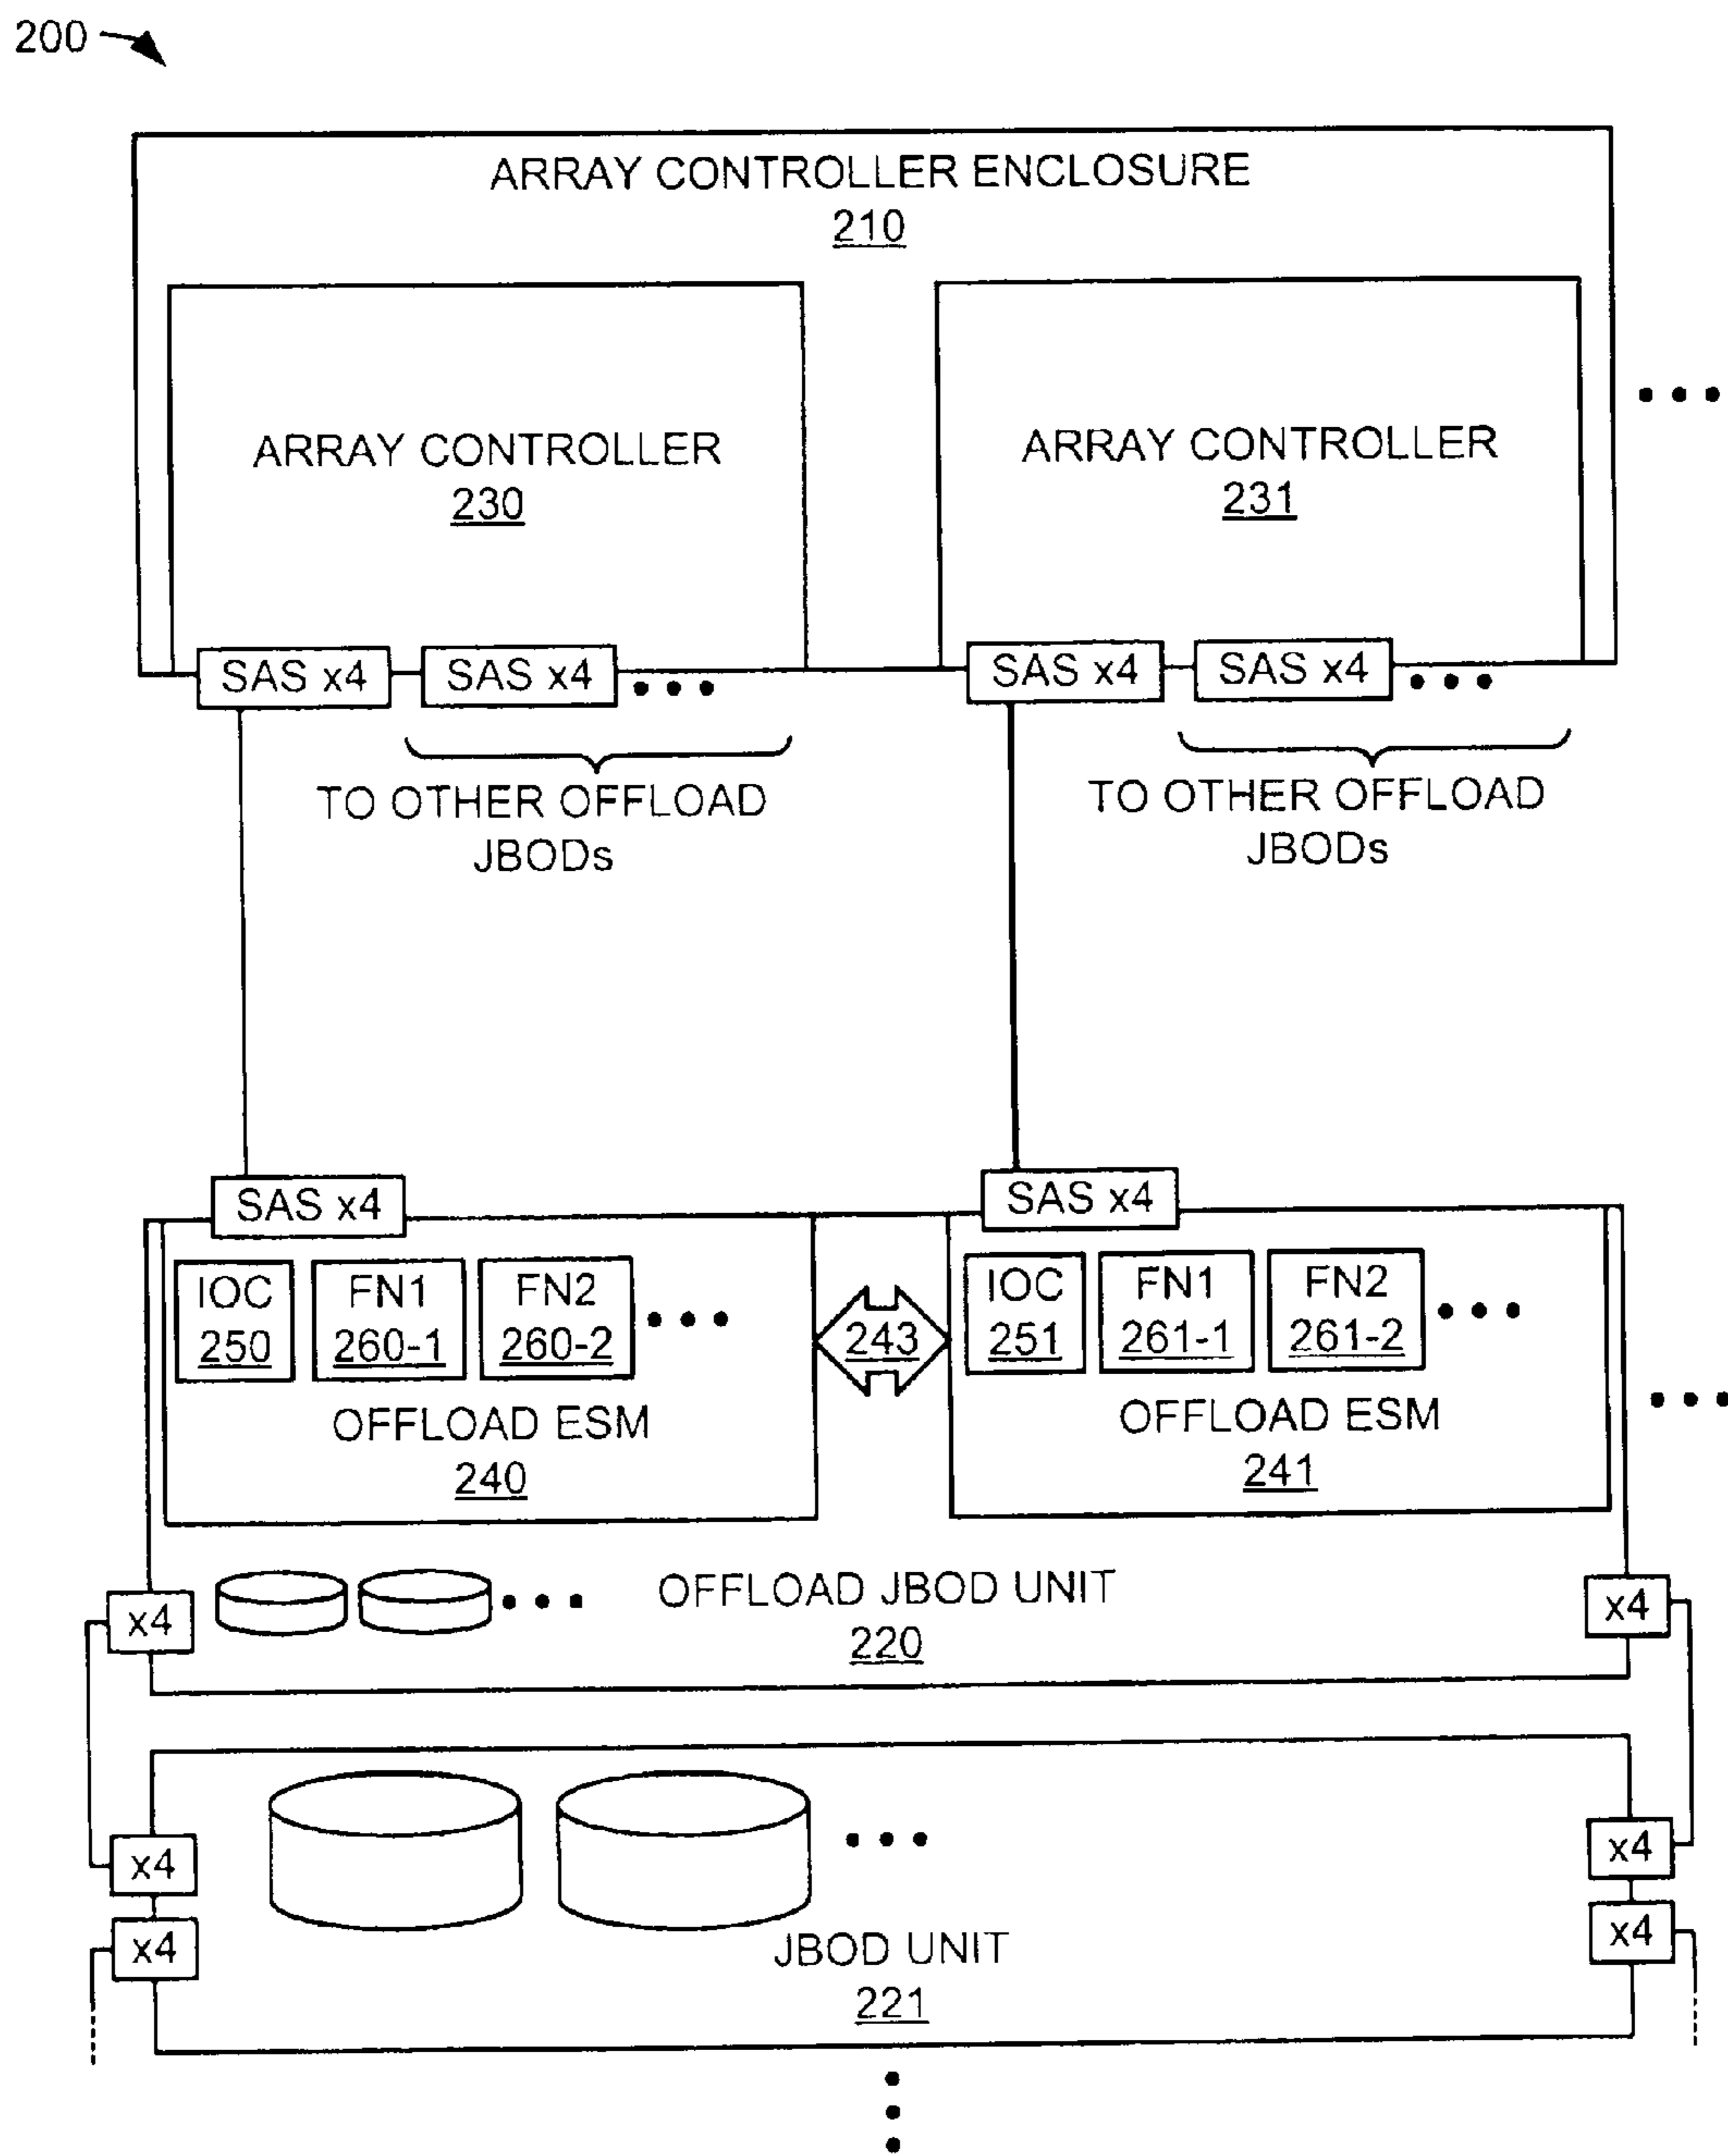 200
ARRAY CONTROLLER ENCLOSURE
210
ARRAY CONTROLLER
230
ARRAY CONTROLLER
231
SAS x4
SAS x4
SAS x4
SAS x4
TO OTHER OFFLOAD
JBODs
TO OTHER OFFLOAD
JBODs
SAS x4
SAS x4
IOC
250
FN1
260-1
FN2
260-2
243
IOC
251
FN1
261-1
FN2
261-2
OFFLOAD ESM
240
OFFLOAD ESM
241
x4
OFFLOAD JBOD UNIT
220
x4
x4
x4
x4
JBOD UNIT
221
x4